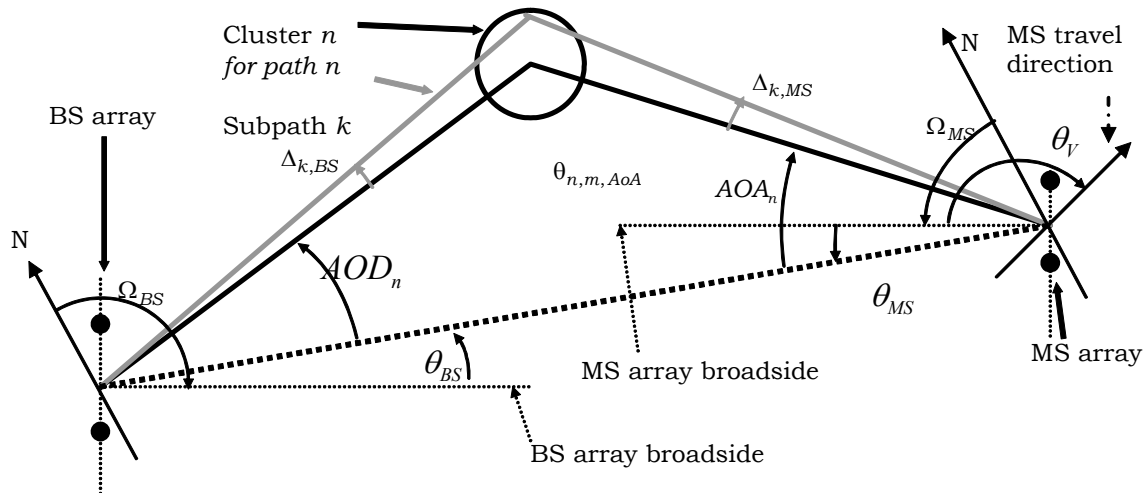 Cluster n
for path n
N
MS travel
direction
BS array
Δk,MS
ΩMS
θV
Subpath k
Δk,BS
θn,m,AoA
AOAn
N
ΩBS
AODn
θMS
θBS
MS array broadside
MS array
BS array broadside